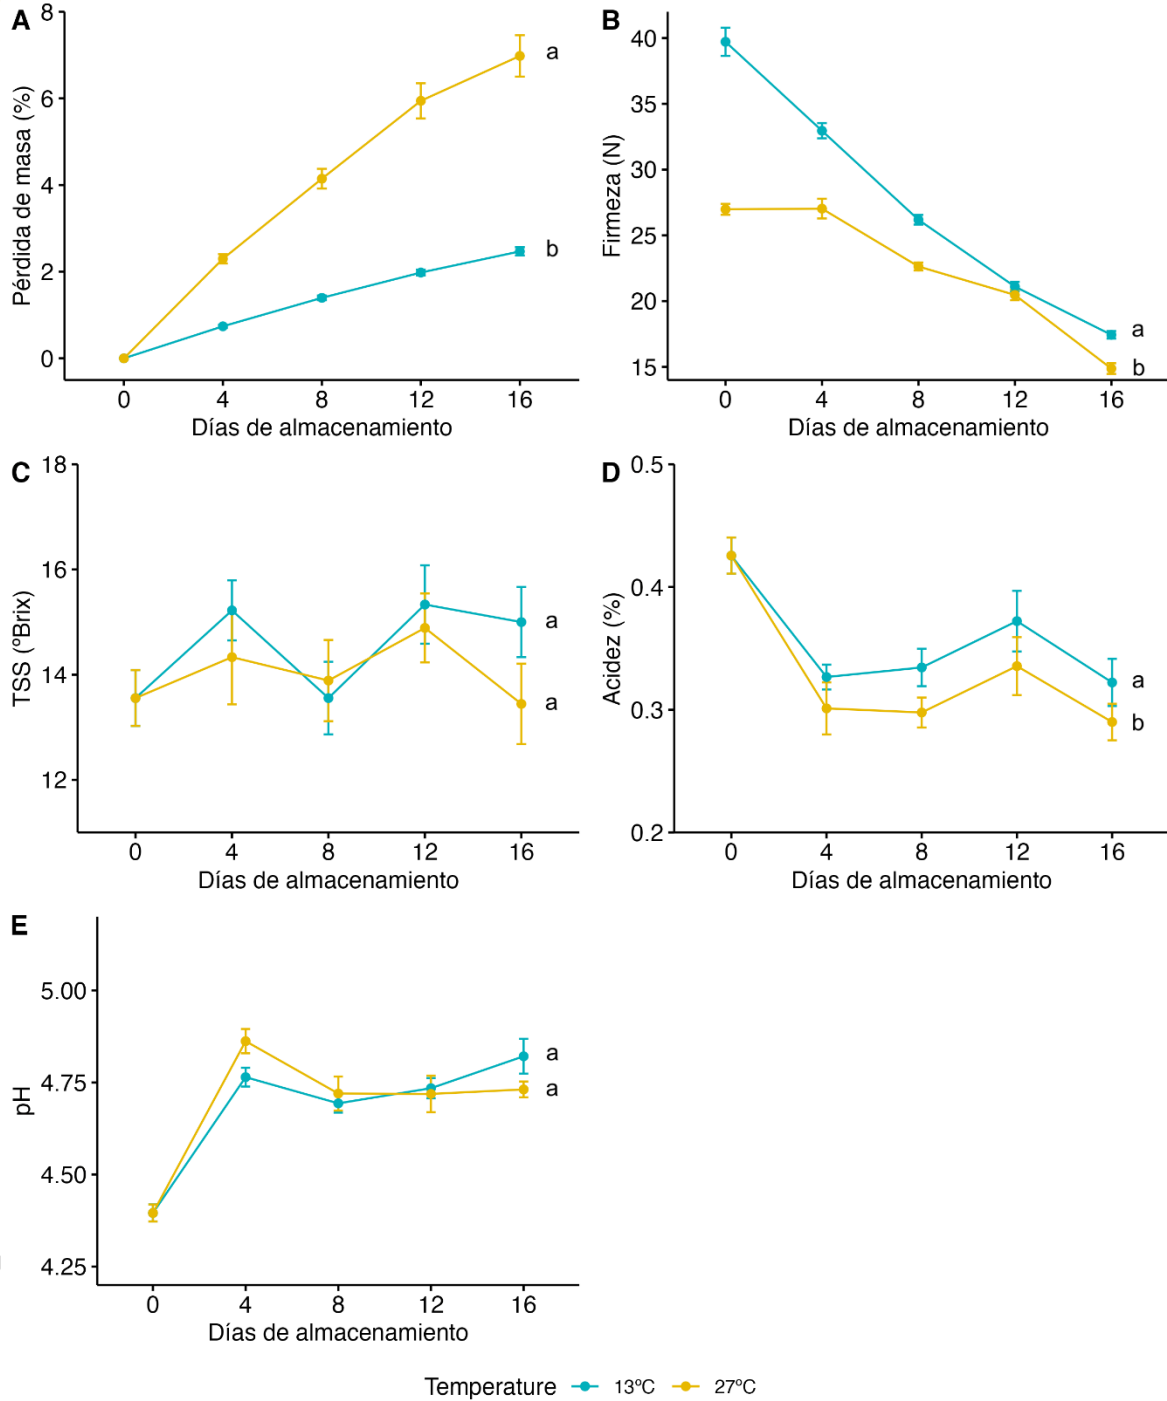 A
Pérdida de masa (%)
8
6
4
2
0
a
b
0 4 8 12 16
Días de almacenamiento
B
Firmeza (N)
40
35
30
25
20
15
a
b
0 4 8 12 16
Días de almacenamiento
C
TSS (ºBrix)
18
16
14
12
a
a
0 4 8 12 16
Días de almacenamiento
D
Acidez (%)
0.5
0.4
0.3
0.2
a
b
0 4 8 12 16
Días de almacenamiento
E
pH
5.00
4.75
4.50
4.25
a
a
0 4 8 12 16
Días de almacenamiento
Temperature 13ºC 27ºC